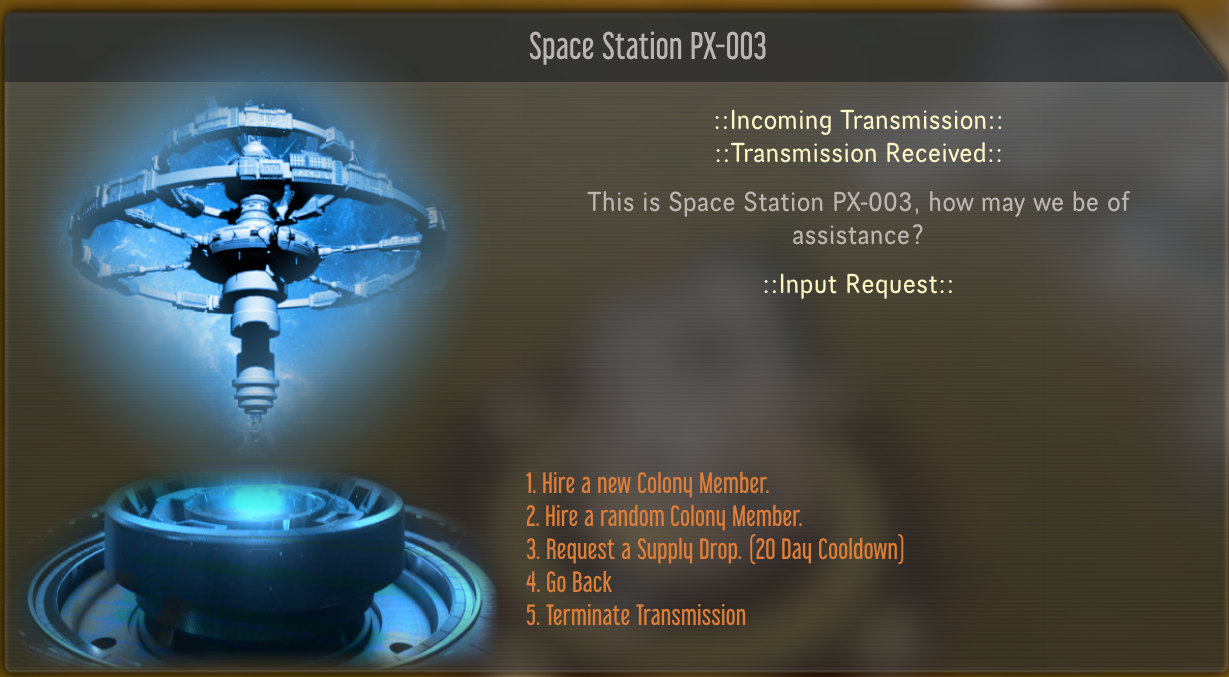 Space Station PX-003
::Incoming Transmission::
::Transmission Received::
This is Space Station PX-003, how may we be of
assistance?
::Input Request::
1. Hire a new Colony Member.
2. Hire a random Colony Member.
3. Request a Supply Drop. (20 Day Cooldown)
4. Go Back
5. Terminate Transmission